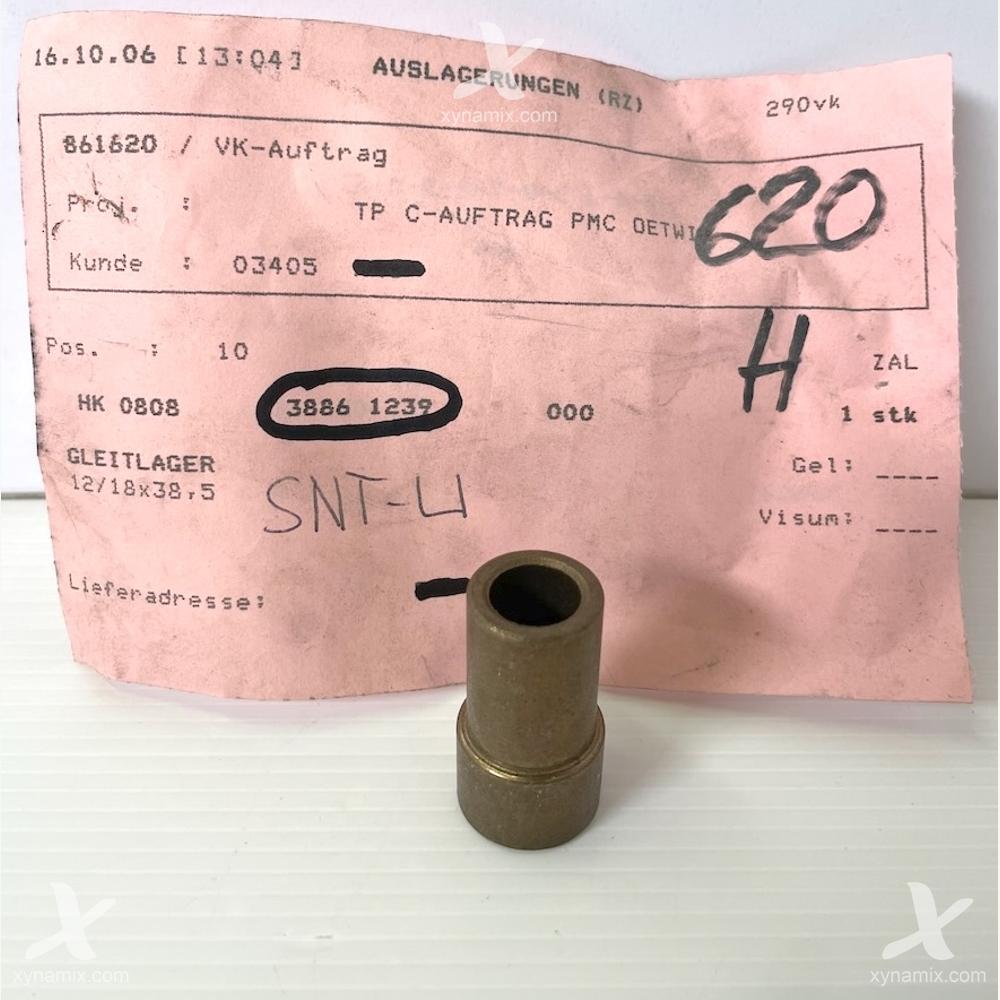 16.10.06 [13:04] AUSLAGERUNGEN (RZ) 290vk
xynamix.com
861620 / VK-Auftrag
Proj. : TP C-AUFTRAG PMC OETWI 620
Kunde : 03405
Pos. : 10 H ZAL
HK 0808 3886 1239 000 1 stk
GLEITLAGER Gel: ____
12/18x38,5 SNT-U
Visum: ____
Lieferadresse:
xynamix.com xynamix.com